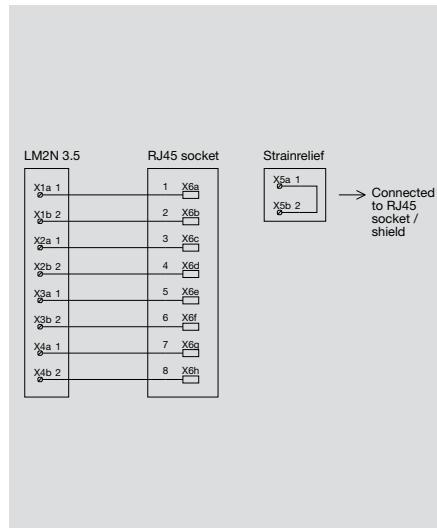 LM2N 3.5 RJ45 socket Strainrelief
X1a 1 1 X6a
X1b 2 2 X6b
X2a 1 3 X6c
X2b 2 4 X6d
X3a 1 5 X6e
X3b 2 6 X6f
X4a 1 7 X6g
X4b 2 8 X6h
X5a 1
X5b 2
Connected
to RJ45
socket /
shield